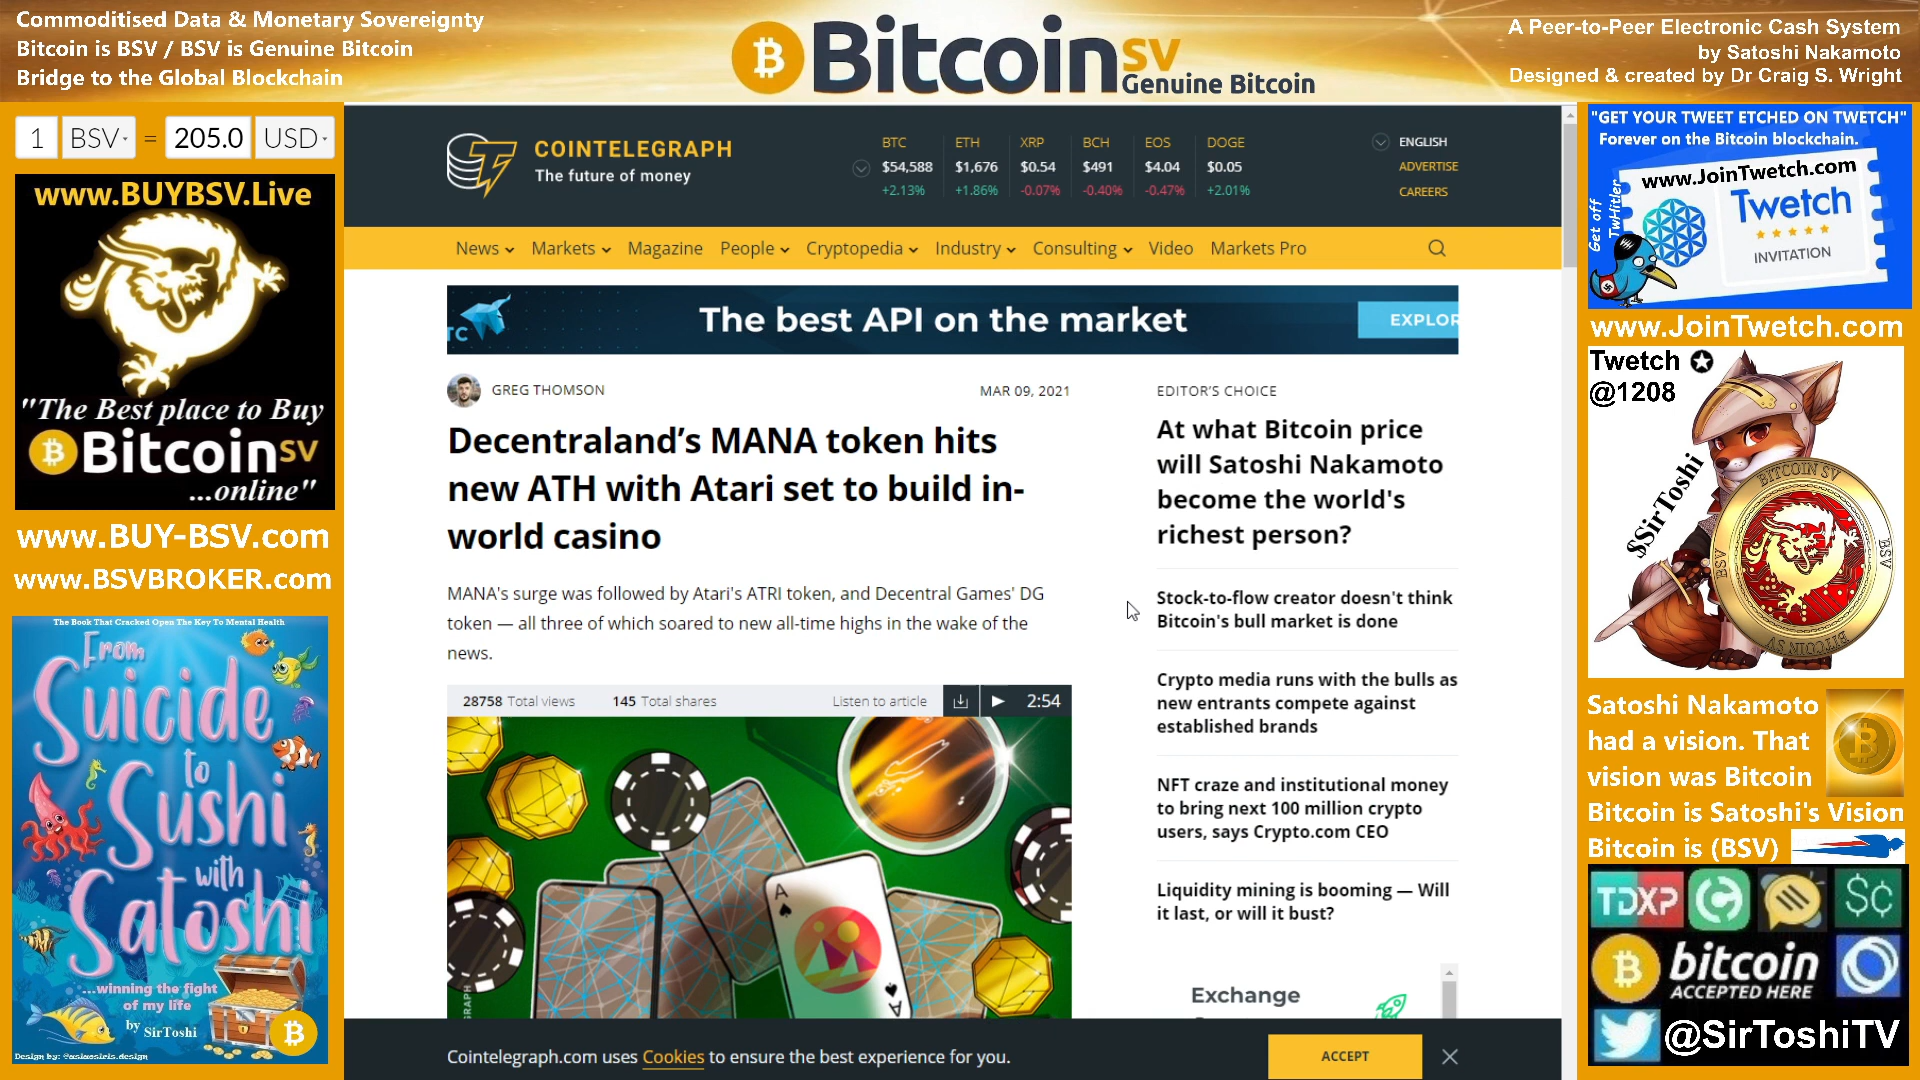 Commoditised Data & Monetary Sovereignty
Bitcoin is BSV / BSV is Genuine Bitcoin
Bridge to the Global Blockchain
Bitcoin SV
Genuine Bitcoin
A Peer-to-Peer Electronic Cash System
by Satoshi Nakamoto
Designed & created by Dr Craig S. Wright
1 BSV = 205.0 USD
www.BUYBSV.Live
"The Best place to Buy
Bitcoin SV
...online"
www.BUY-BSV.com
www.BSVBROKER.com
The Book That Cracked Open The Key To Mental Health
From
Suicide
to
Sushi
with
Satoshi
...winning the fight
of my life
by SirToshi
COINTELEGRAPH
The future of money
BTC ETH XRP BCH EOS DOGE
$54,588 $1,676 $0.54 $491 $4.04 $0.05
+2.13% +1.86% -0.07% -0.40% -0.47% +2.01%
ENGLISH
ADVERTISE
CAREERS
News Markets Magazine People Cryptopedia Industry Consulting Video Markets Pro
TC
The best API on the market
EXPLOR
GREG THOMSON
MAR 09, 2021
Decentraland’s MANA token hits
new ATH with Atari set to build in-
world casino
MANA's surge was followed by Atari's ATRI token, and Decentral Games' DG
token — all three of which soared to new all-time highs in the wake of the
news.
28758 Total views 145 Total shares Listen to article 2:54
A
A
GRAPH
EDITOR’S CHOICE
At what Bitcoin price
will Satoshi Nakamoto
become the world's
richest person?
Stock-to-flow creator doesn't think
Bitcoin's bull market is done
Crypto media runs with the bulls as
new entrants compete against
established brands
NFT craze and institutional money
to bring next 100 million crypto
users, says Crypto.com CEO
Liquidity mining is booming — Will
it last, or will it bust?
Exchange
Cointelegraph.com uses Cookies to ensure the best experience for you.
ACCEPT
"GET YOUR TWEET ETCHED ON TWETCH"
Forever on the Bitcoin blockchain.
www.JoinTwetch.com
Twetch
INVITATION
Get off
TwHitler
www.JoinTwetch.com
Twetch
@1208
$SirToshi
BITCOIN SV
BSV
BSV
BITCOIN SV
Satoshi Nakamoto
had a vision. That
vision was Bitcoin
Bitcoin is Satoshi's Vision
Bitcoin is (BSV)
TDXP
$¢
bitcoin
ACCEPTED HERE
@SirToshiTV